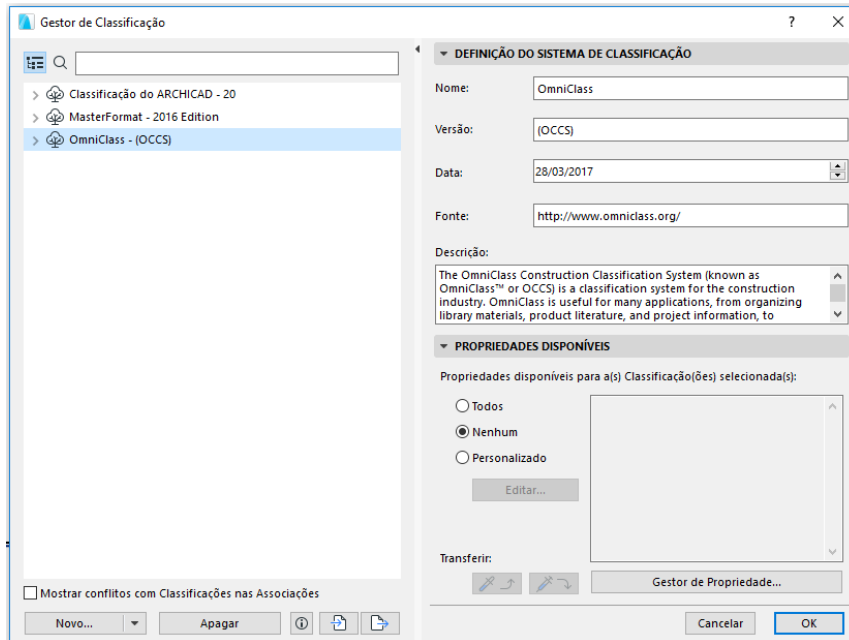 Gestor de Classificação
?
Classificação do ARCHICAD - 20
MasterFormat - 2016 Edition
OmniClass - (OCCS)
Mostrar conflitos com Classificações nas Associações
Novo...
Apagar
DEFINIÇÃO DO SISTEMA DE CLASSIFICAÇÃO
Nome: OmniClass
Versão: (OCCS)
Data: 28/03/2017
Fonte: http://www.omniclass.org/
Descrição:
The OmniClass Construction Classification System (known as
OmniClass™ or OCCS) is a classification system for the construction
industry. OmniClass is useful for many applications, from organizing
library materials, product literature, and project information, to
PROPRIEDADES DISPONÍVEIS
Propriedades disponíveis para a(s) Classificação(ões) selecionada(s):
Todos
Nenhum
Personalizado
Editar...
Transferir:
Gestor de Propriedade...
Cancelar
OK